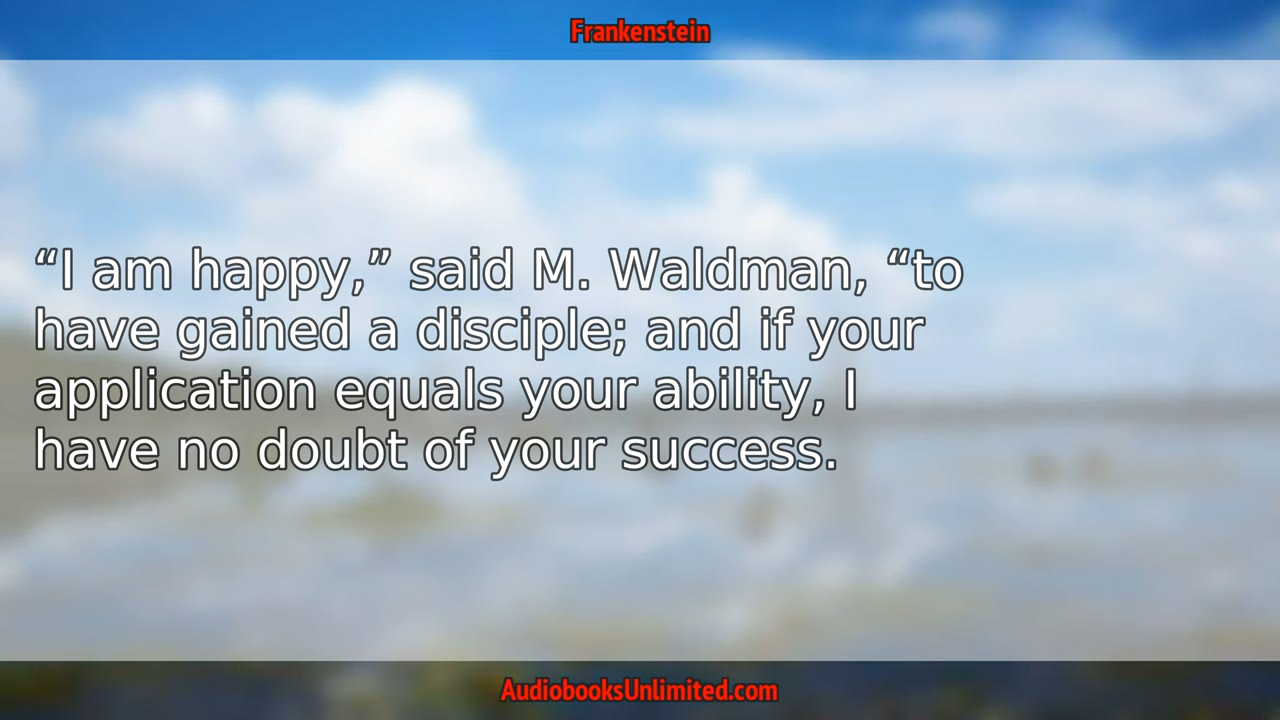 Frankenstein
“I am happy,” said M. Waldman, “to
have gained a disciple; and if your
application equals your ability, I
have no doubt of your success.
AudiobooksUnlimited.com